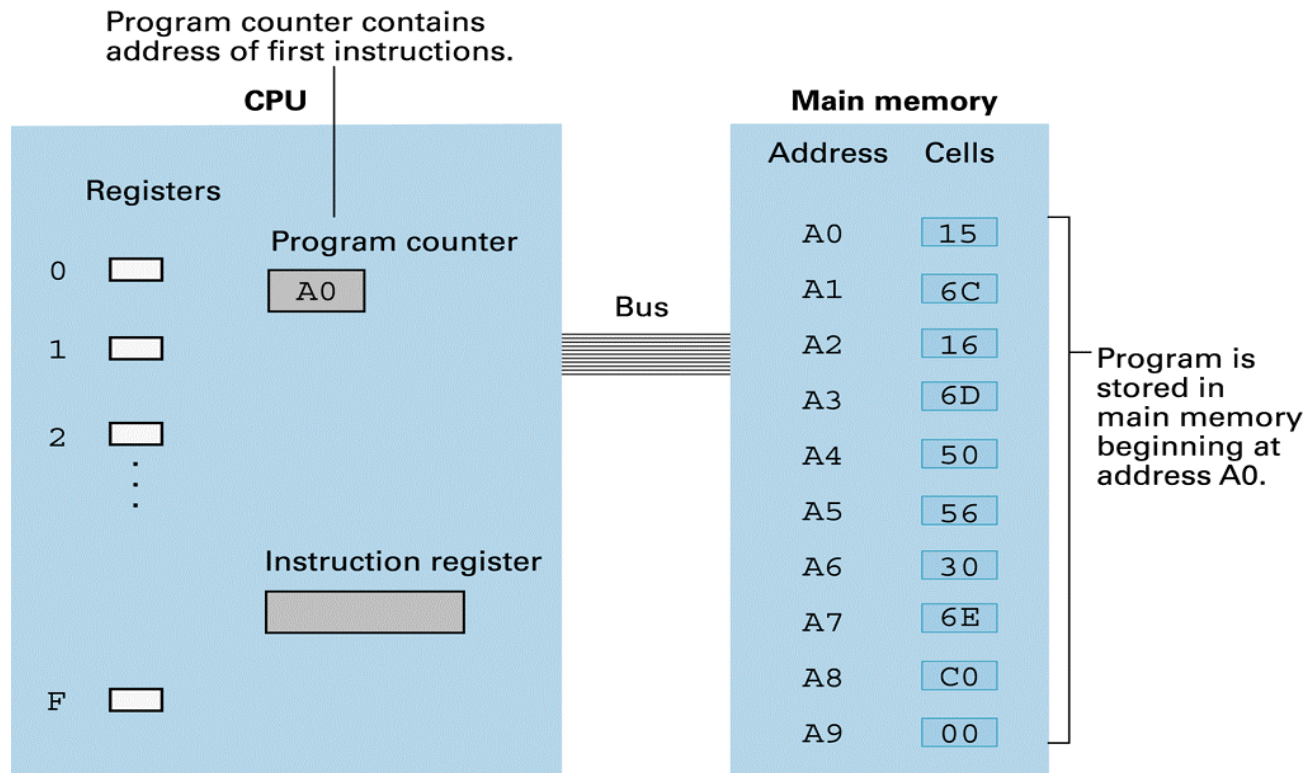 Program counter contains
address of first instructions.
CPU
Registers
Program counter
0
A0
1
2
Instruction register
F
Bus
Main memory
Address Cells
A0 15
A1 6C
A2 16
A3 6D
A4 50
A5 56
A6 30
A7 6E
A8 C0
A9 00
Program is
stored in
main memory
beginning at
address A0.